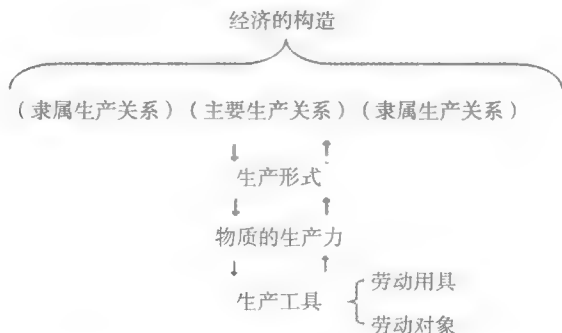 经济的构造
（隶属生产关系）（主要生产关系）（隶属生产关系）
生产形式
物质的生产力
生产工具
劳动用具
劳动对象